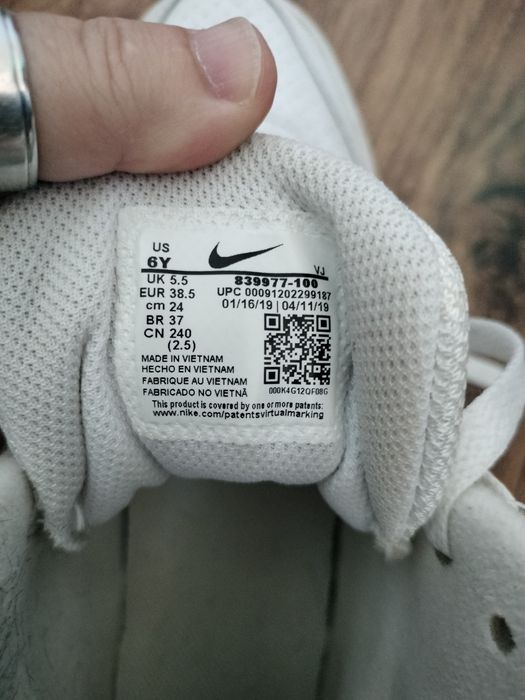 US
6Y
VJ
UK 5.5
EUR 38.5
cm 24
BR 37
CN 240
(2.5)
839977-100
UPC 00091202299187
01/16/19 | 04/11/19
000K4G12QF08G
MADE IN VIETNAM
HECHO EN VIETNAM
FABRIQUE AU VIETNAM
FABRICADO NO VIETNÃ
This product is covered by one or more patents:
www.nike.com/patentsvirtualmarking